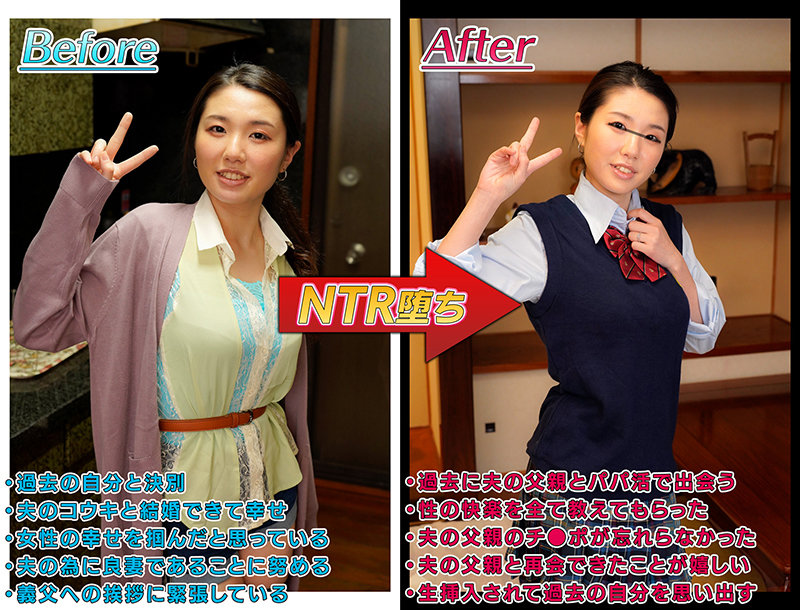 Before
After
NTR堕ち
・過去の自分と決別
・夫のコウキと結婚できて幸せ
・女性の幸せを掴んだと思っている
・夫の為に良妻であることに努める
・義父への挨拶に緊張している
・過去に夫の父親とパパ活で出会う
・性の快楽を全て教えてもらった
・夫の父親のチ●ポが忘れらなかった
・夫の父親と再会できたことが嬉しい
・生挿入されて過去の自分を思い出す